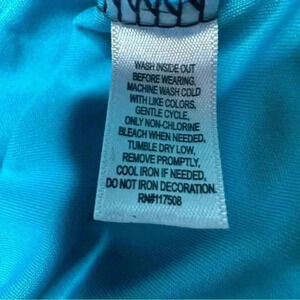 WASH INSIDE OUT
BEFORE WEARING,
MACHINE WASH COLD
WITH LIKE COLORS,
GENTLE CYCLE,
ONLY NON-CHLORINE
BLEACH WHEN NEEDED,
TUMBLE DRY LOW,
REMOVE PROMPTLY,
COOL IRON IF NEEDED,
DO NOT IRON DECORATION.
RN#117508